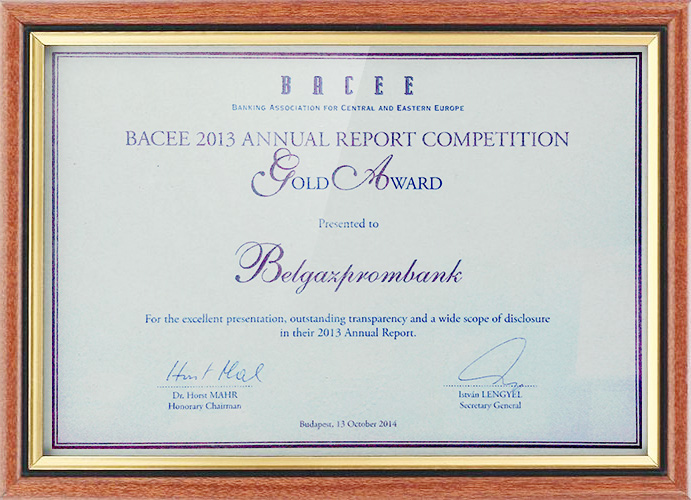 BACEE
BANKING ASSOCIATION FOR CENTRAL AND EASTERN EUROPE
BACEE 2013 ANNUAL REPORT COMPETITION
GOLD AWARD
Presented to
Belgazprombank
For the excellent presentation, outstanding transparency and a wide scope of disclosure
in their 2013 Annual Report.
Horst Mahr
Dr. Horst MAHR
Honorary Chairman
István LENGYEL
Secretary General
Budapest, 13 October 2014